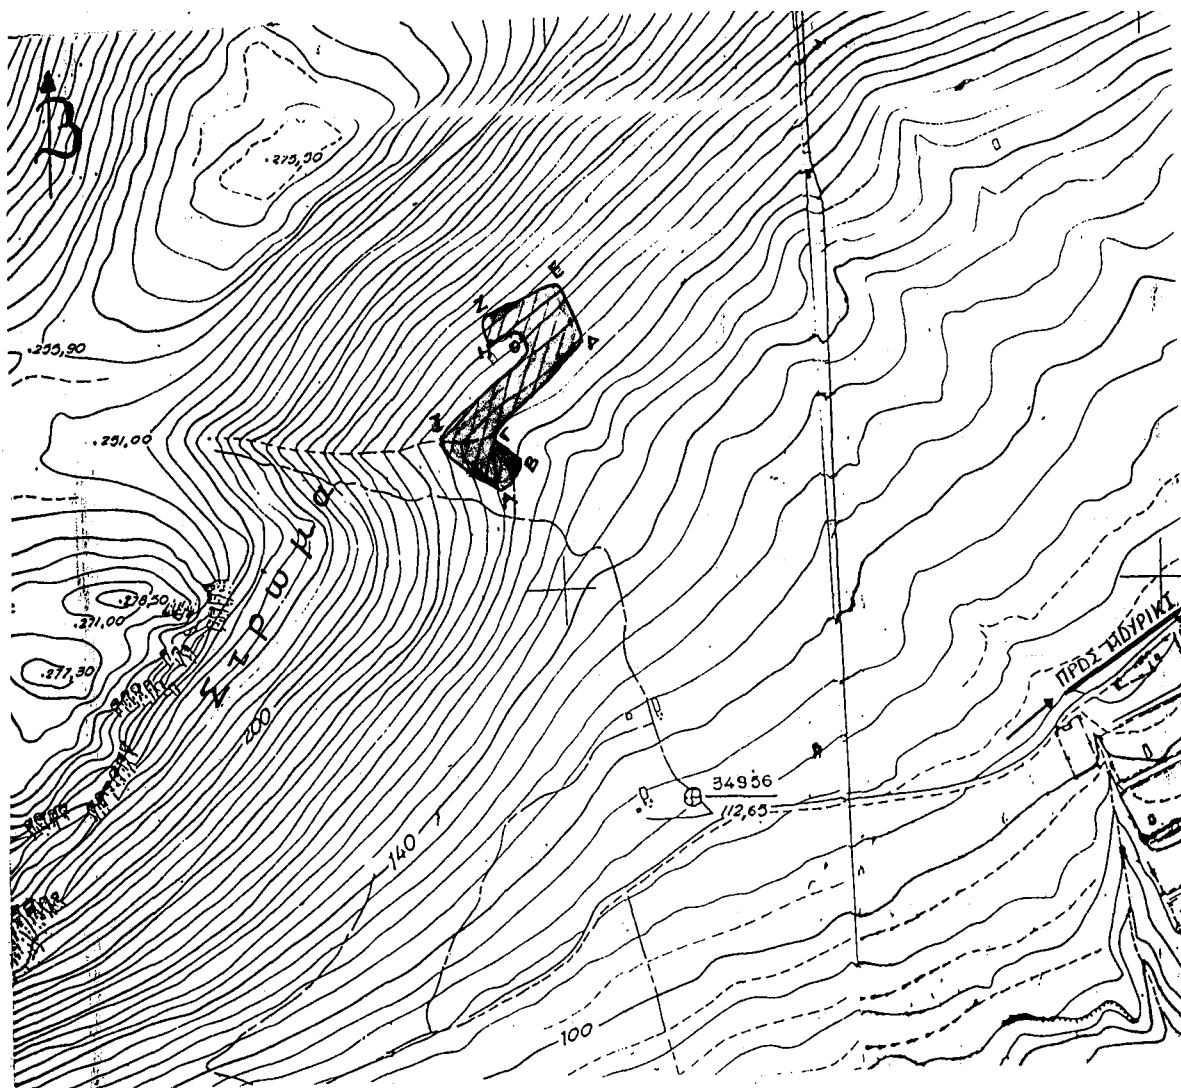 Β
.275,90
Ε
Ζ
Η
Θ
Δ
.255,90
Ι
Γ
.251,00
Β
Α
Σιρώμα
.278,50
.271,00
.277,30
200
ΠΡΟΣ ΜΟΥΡΙΚΙ
34956
112,65
140
100